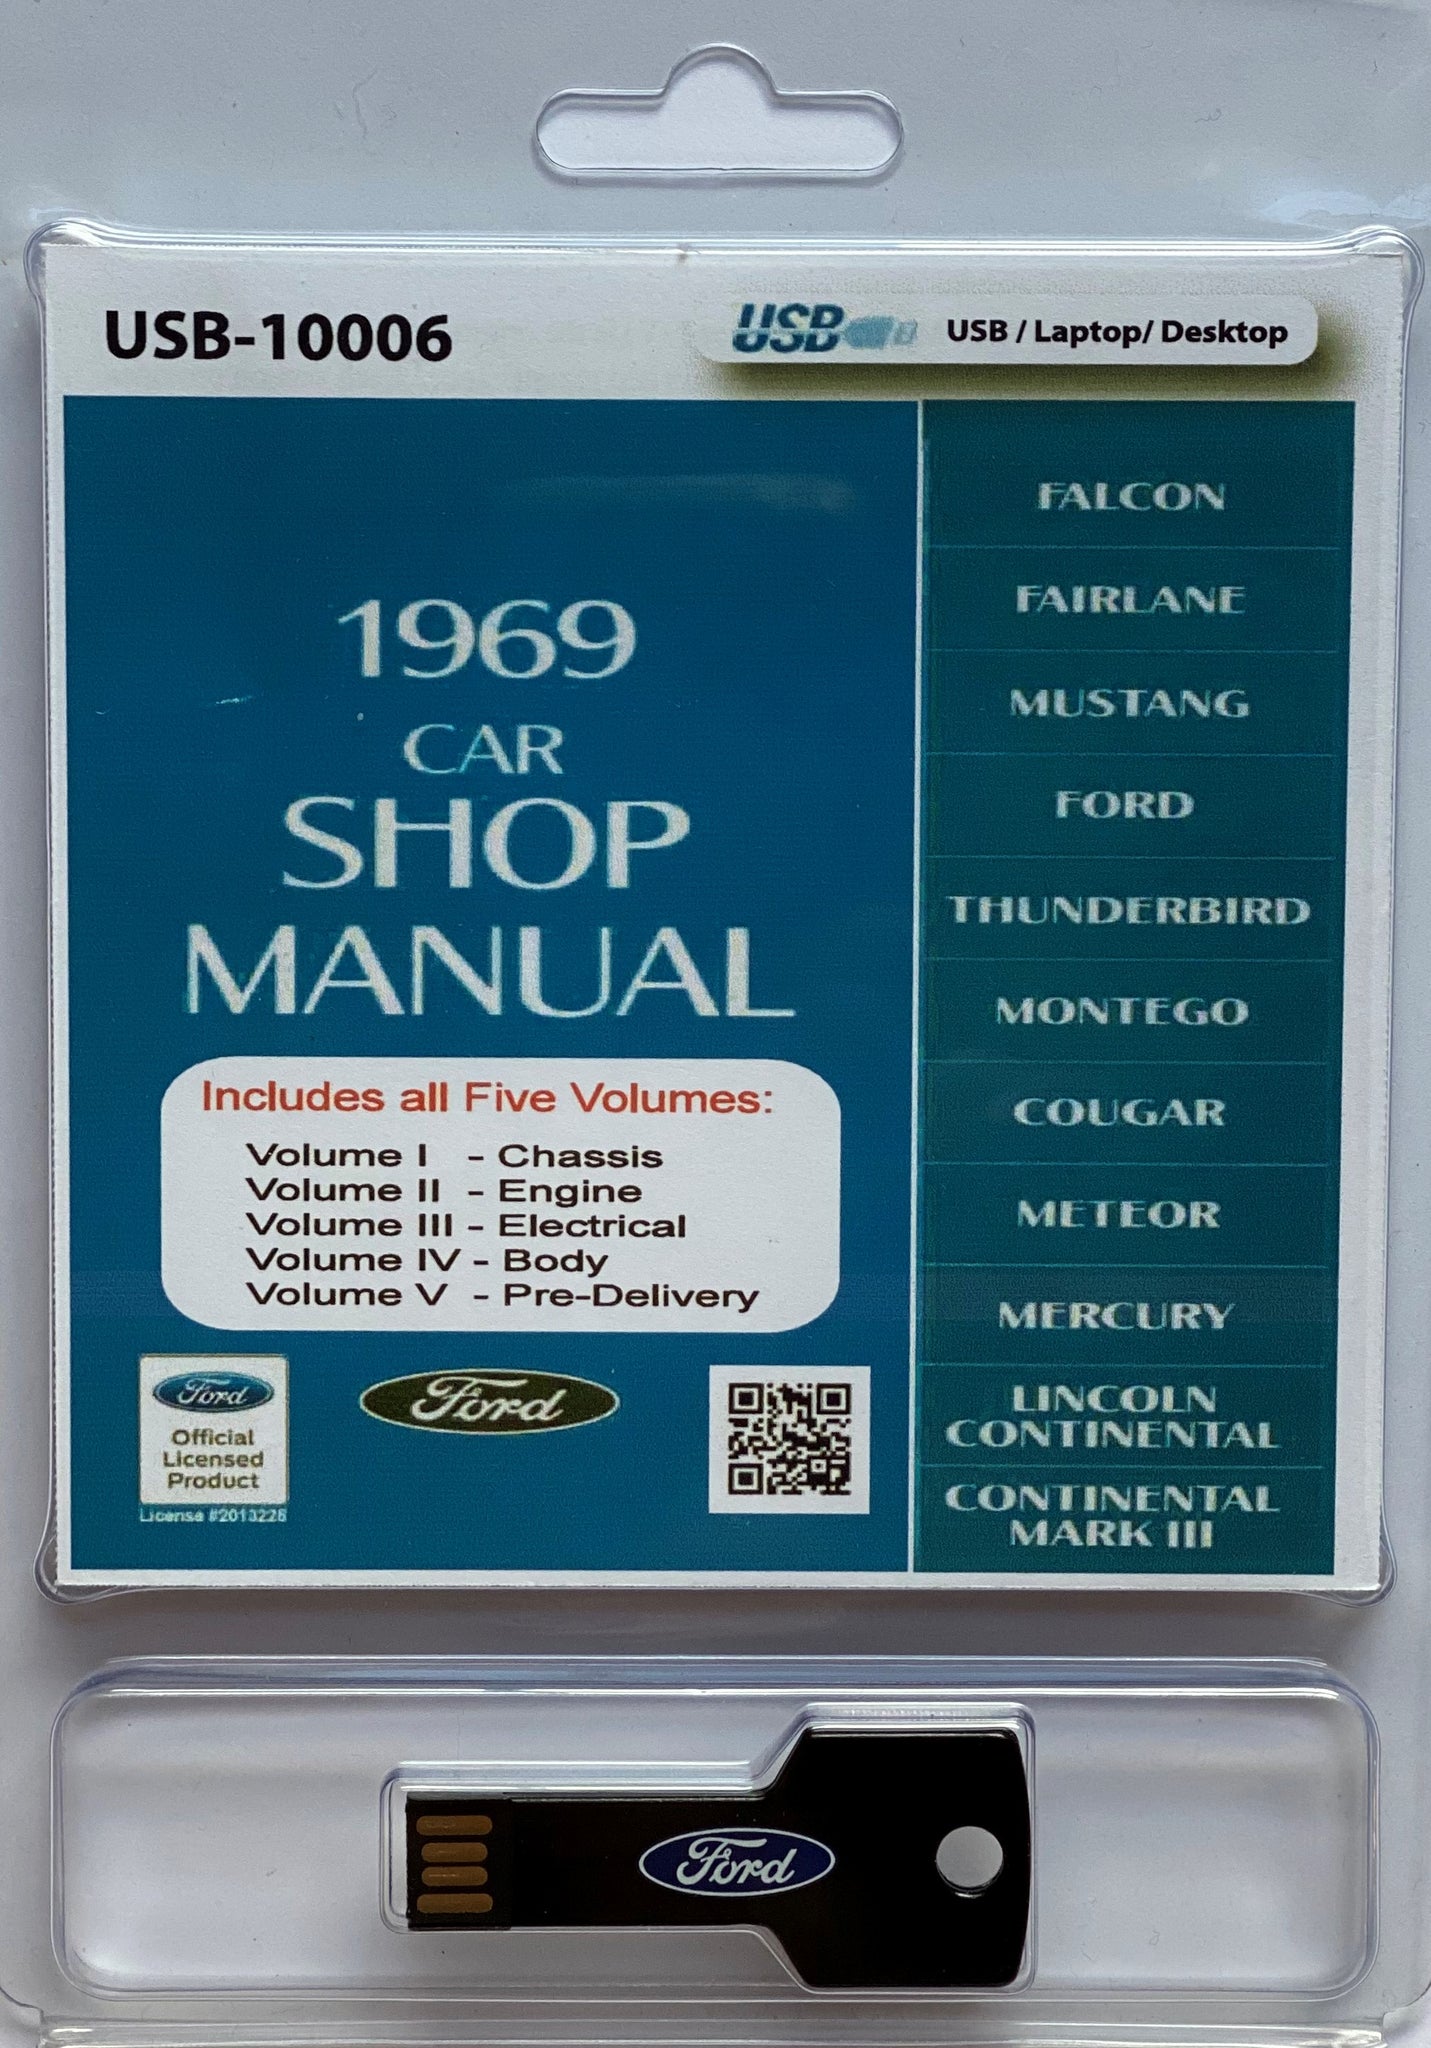 USB-10006
USB USB / Laptop/ Desktop
1969
CAR
SHOP
MANUAL
Includes all Five Volumes:
Volume I - Chassis
Volume II - Engine
Volume III - Electrical
Volume IV - Body
Volume V - Pre-Delivery
Ford
Official
Licensed
Product
License #2013226
Ford
FALCON
FAIRLANE
MUSTANG
FORD
THUNDERBIRD
MONTEGO
COUGAR
METEOR
MERCURY
LINCOLN
CONTINENTAL
CONTINENTAL
MARK III
Ford